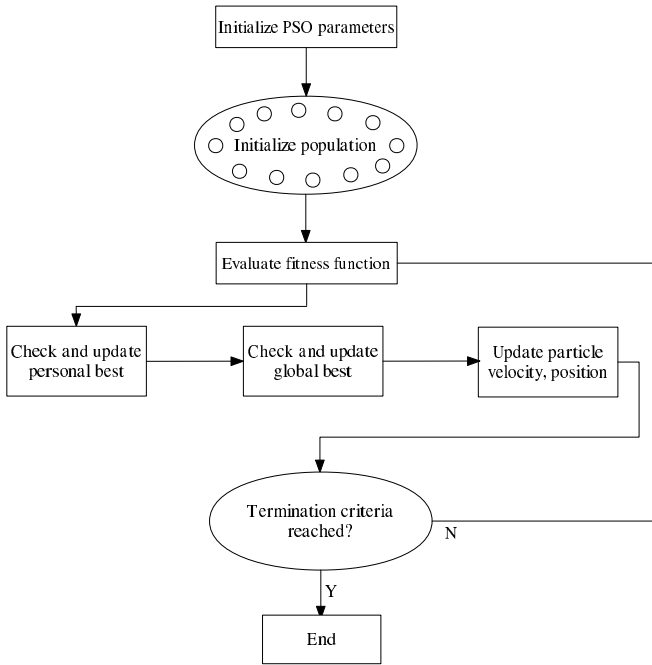 Initialize PSO parameters
Initialize population
Evaluate fitness function
Check and update
personal best
Check and update
global best
Update particle
velocity, position
Termination criteria
reached?
N
Y
End